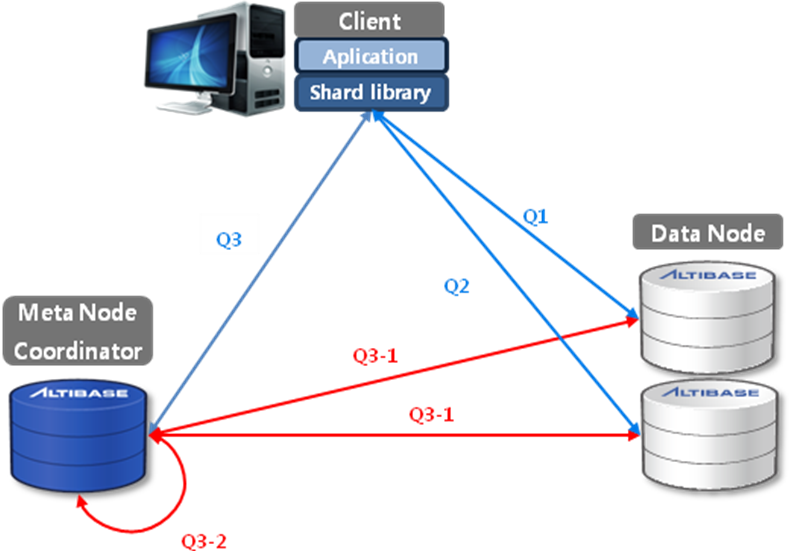 Client
Aplication
Shard library
Q1
Q3
Data Node
ALTIBASE
Q2
Meta Node
Coordinator
Q3-1
ALTIBASE
ALTIBASE
Q3-1
Q3-2